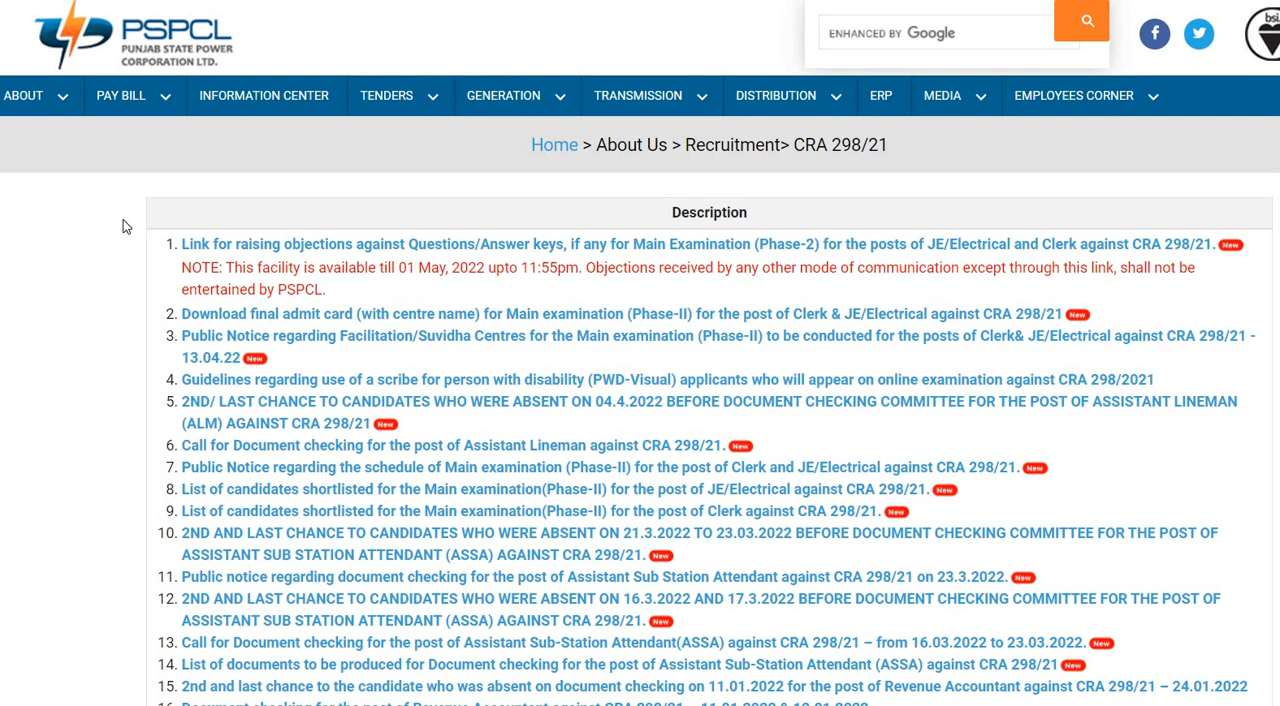 PSPCL
PUNJAB STATE POWER
CORPORATION LTD.
ENHANCED BY Google
bsi.
ABOUT PAY BILL INFORMATION CENTER TENDERS GENERATION TRANSMISSION DISTRIBUTION ERP MEDIA EMPLOYEES CORNER
Home > About Us > Recruitment> CRA 298/21
Description
1. Link for raising objections against Questions/Answer keys, if any for Main Examination (Phase-2) for the posts of JE/Electrical and Clerk against CRA 298/21. New
NOTE: This facility is available till 01 May, 2022 upto 11:55pm. Objections received by any other mode of communication except through this link, shall not be
entertained by PSPCL.
2. Download final admit card (with centre name) for Main examination (Phase-II) for the post of Clerk & JE/Electrical against CRA 298/21 New
3. Public Notice regarding Facilitation/Suvidha Centres for the Main examination (Phase-II) to be conducted for the posts of Clerk& JE/Electrical against CRA 298/21 -
13.04.22 New
4. Guidelines regarding use of a scribe for person with disability (PWD-Visual) applicants who will appear on online examination against CRA 298/2021
5. 2ND/ LAST CHANCE TO CANDIDATES WHO WERE ABSENT ON 04.4.2022 BEFORE DOCUMENT CHECKING COMMITTEE FOR THE POST OF ASSISTANT LINEMAN
(ALM) AGAINST CRA 298/21 New
6. Call for Document checking for the post of Assistant Lineman against CRA 298/21. New
7. Public Notice regarding the schedule of Main examination (Phase-II) for the post of Clerk and JE/Electrical against CRA 298/21. New
8. List of candidates shortlisted for the Main examination(Phase-II) for the post of JE/Electrical against CRA 298/21. New
9. List of candidates shortlisted for the Main examination(Phase-II) for the post of Clerk against CRA 298/21. New
10. 2ND AND LAST CHANCE TO CANDIDATES WHO WERE ABSENT ON 21.3.2022 TO 23.03.2022 BEFORE DOCUMENT CHECKING COMMITTEE FOR THE POST OF
ASSISTANT SUB STATION ATTENDANT (ASSA) AGAINST CRA 298/21. New
11. Public notice regarding document checking for the post of Assistant Sub Station Attendant against CRA 298/21 on 23.3.2022. New
12. 2ND AND LAST CHANCE TO CANDIDATES WHO WERE ABSENT ON 16.3.2022 AND 17.3.2022 BEFORE DOCUMENT CHECKING COMMITTEE FOR THE POST OF
ASSISTANT SUB STATION ATTENDANT (ASSA) AGAINST CRA 298/21. New
13. Call for Document checking for the post of Assistant Sub-Station Attendant(ASSA) against CRA 298/21 – from 16.03.2022 to 23.03.2022. New
14. List of documents to be produced for Document checking for the post of Assistant Sub-Station Attendant (ASSA) against CRA 298/21 New
15. 2nd and last chance to the candidate who was absent on document checking on 11.01.2022 for the post of Revenue Accountant against CRA 298/21 – 24.01.2022